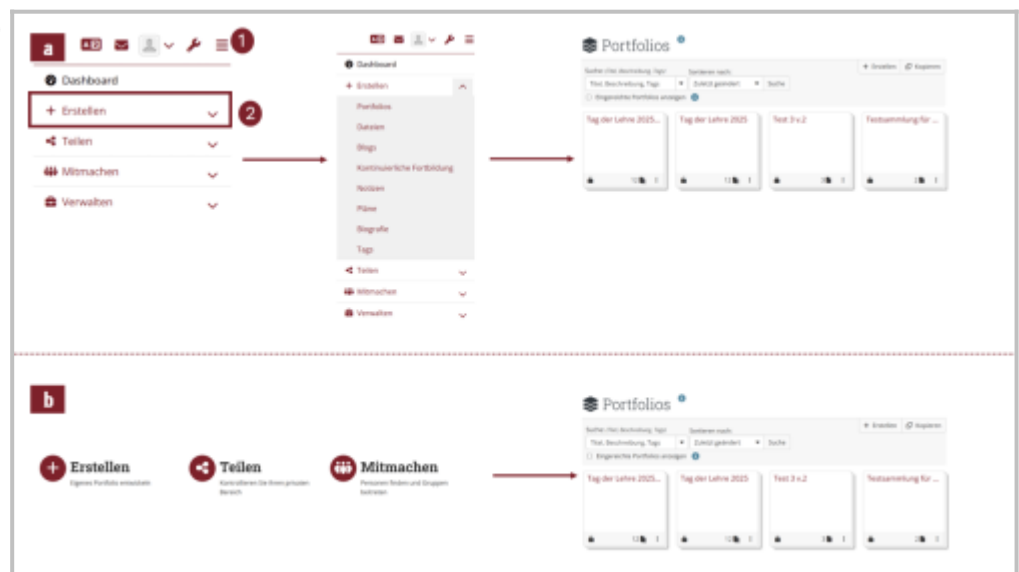 a
1
Dashboard
Erstellen
2
Teilen
Mitmachen
Verwalten
Dashboard
Erstellen
Portfolios
Dateien
Blogs
Kontinuierliche Fortbildung
Notizen
Pläne
Biografie
Tags
Teilen
Mitmachen
Verwalten
Portfolios
+ Erstellen Kopieren
Sortieren nach:
Titel, Beschreibung, Tags Zuletzt geändert Suche
Eingereichte Portfolios anzeigen
Tag der Lehre 2025... Tag der Lehre 2025 Test 3 v.2 Testsammlung für ...
b
Erstellen
Eigenes Portfolio entwickeln
Teilen
Kontrollieren Sie Ihren privaten
Bereich
Mitmachen
Personen finden und Gruppen
beitreten
Portfolios
+ Erstellen Kopieren
Sortieren nach:
Titel, Beschreibung, Tags Zuletzt geändert Suche
Eingereichte Portfolios anzeigen
Tag der Lehre 2025... Tag der Lehre 2025 Test 3 v.2 Testsammlung für ...